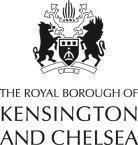 THE ROYAL BOROUGH OF
KENSINGTON
AND CHELSEA